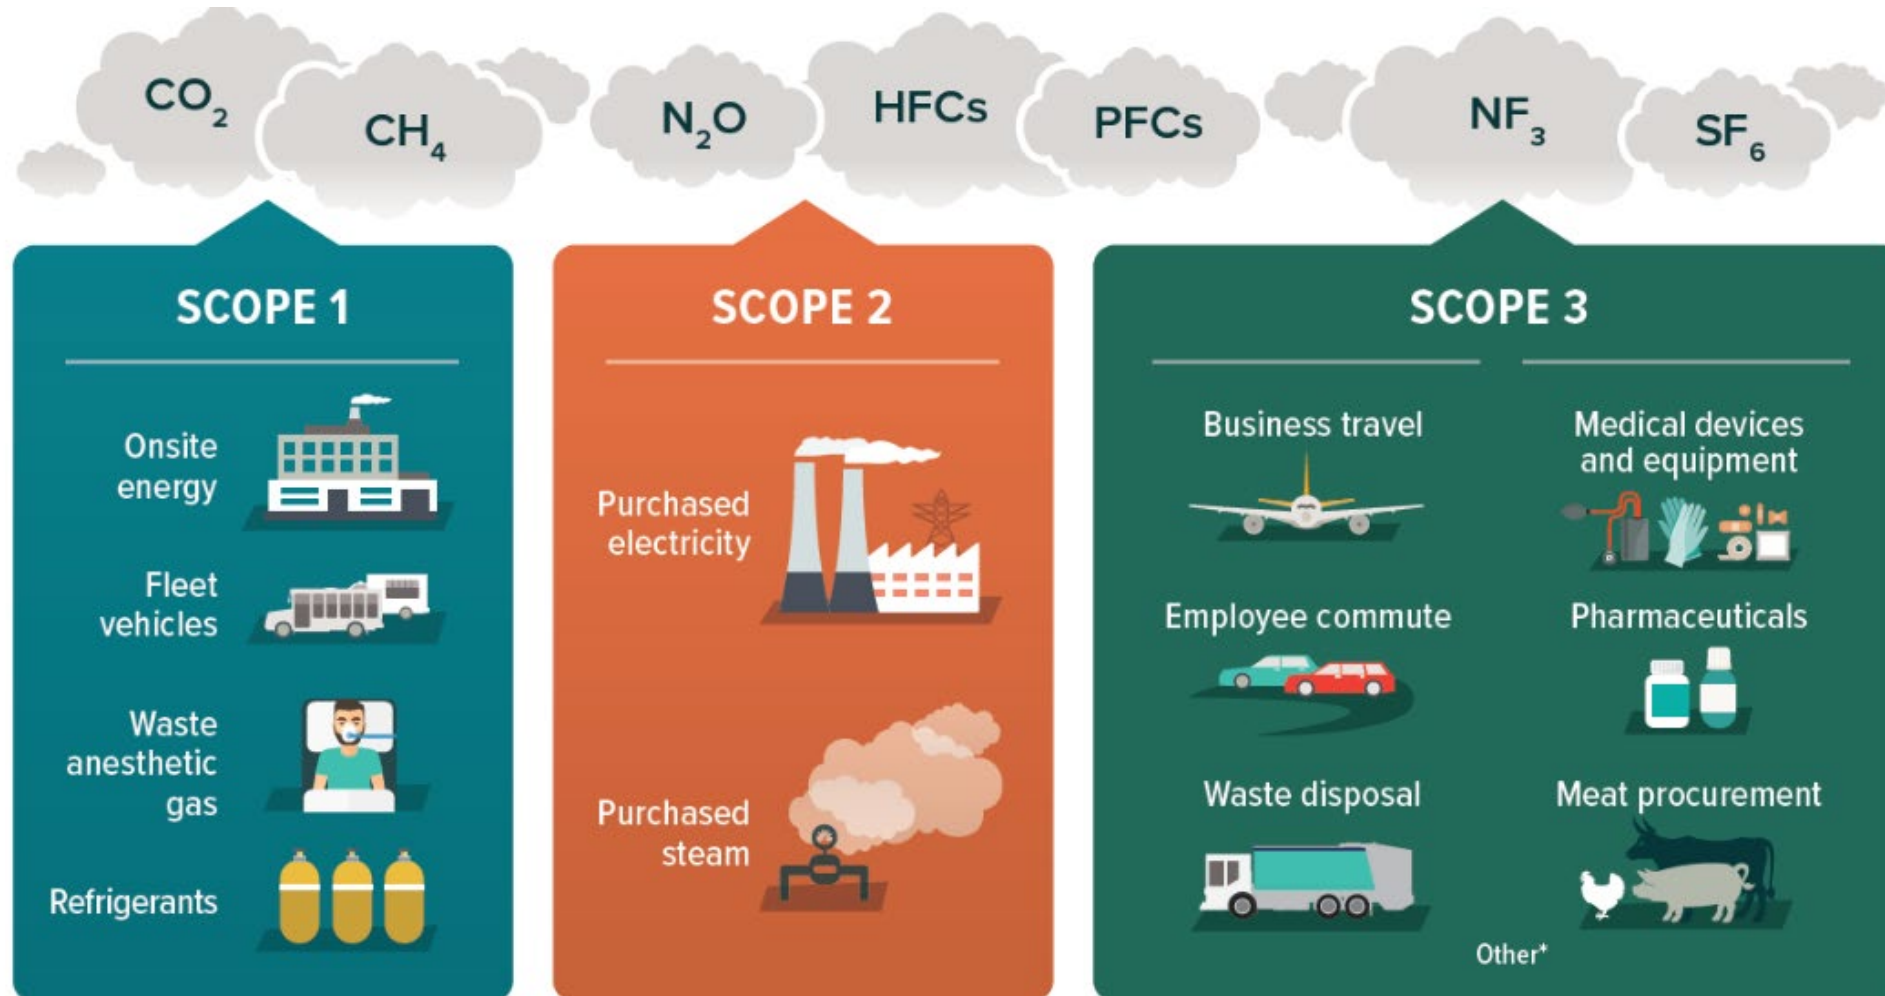 CO₂
CH₄
N₂O
HFCs
PFCs
NF₃
SF₆
SCOPE 1
Onsite
energy
Fleet
vehicles
Waste
anesthetic
gas
Refrigerants
SCOPE 2
Purchased
electricity
Purchased
steam
SCOPE 3
Business travel
Employee commute
Waste disposal
Medical devices
and equipment
Pharmaceuticals
Meat procurement
Other*